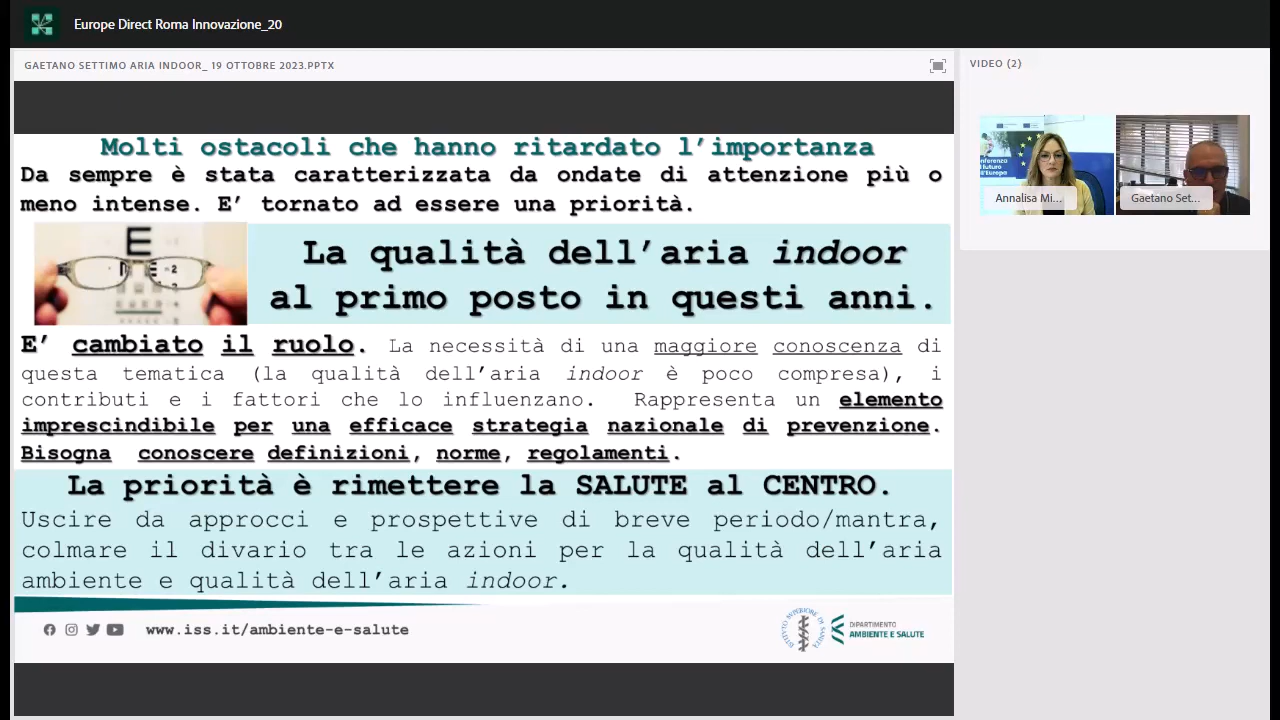 Europe Direct Roma Innovazione_20
GAETANO SETTIMO ARIA INDOOR_ 19 OTTOBRE 2023.PPTX
VIDEO (2)
Molti ostacoli che hanno ritardato l’importanza
Da sempre è stata caratterizzata da ondate di attenzione più o
meno intense. E’ tornato ad essere una priorità.
E
La qualità dell’aria indoor
al primo posto in questi anni.
E’ cambiato il ruolo. La necessità di una maggiore conoscenza di
questa tematica (la qualità dell’aria indoor è poco compresa), i
contributi e i fattori che lo influenzano. Rappresenta un elemento
imprescindibile per una efficace strategia nazionale di prevenzione.
Bisogna conoscere definizioni, norme, regolamenti.
La priorità è rimettere la SALUTE al CENTRO.
Uscire da approcci e prospettive di breve periodo/mantra,
colmare il divario tra le azioni per la qualità dell’aria
ambiente e qualità dell’aria indoor.
www.iss.it/ambiente-e-salute
ISTITUTO SUPERIORE DI SANITÀ
DIPARTIMENTO
AMBIENTE E SALUTE
Annalisa Mi...
Gaetano Set...